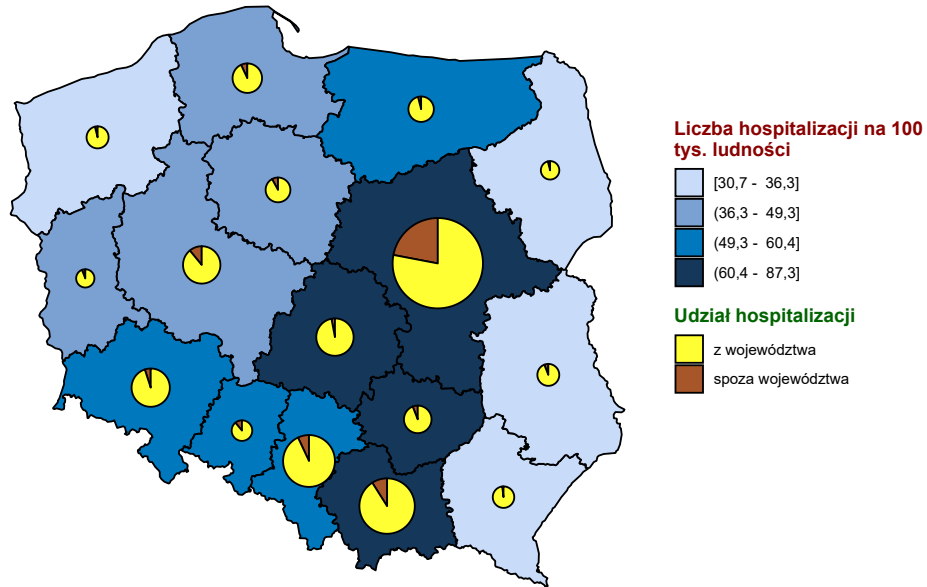 Liczba hospitalizacji na 100
tys. ludności
[30,7 - 36,3]
(36,3 - 49,3]
(49,3 - 60,4]
(60,4 - 87,3]
Udział hospitalizacji
z województwa
spoza województwa